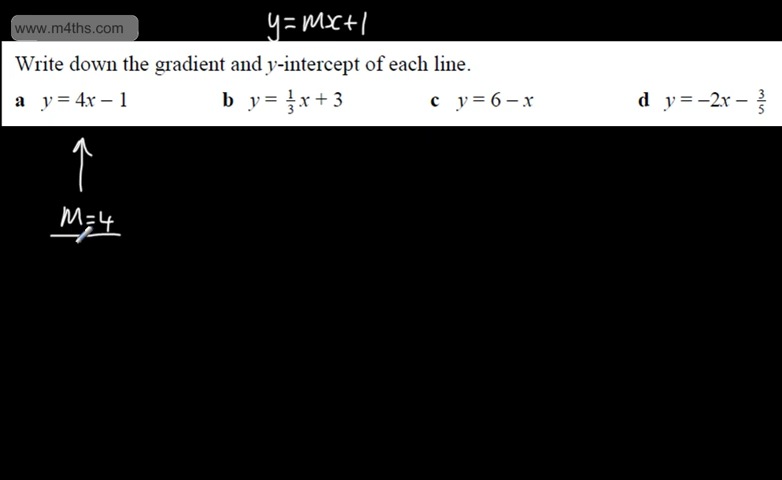 www.m4ths.com
y = mx + 1
Write down the gradient and y-intercept of each line.
a y = 4x − 1 b y = 1/3 x + 3 c y = 6 − x d y = −2x − 3/5
M = 4